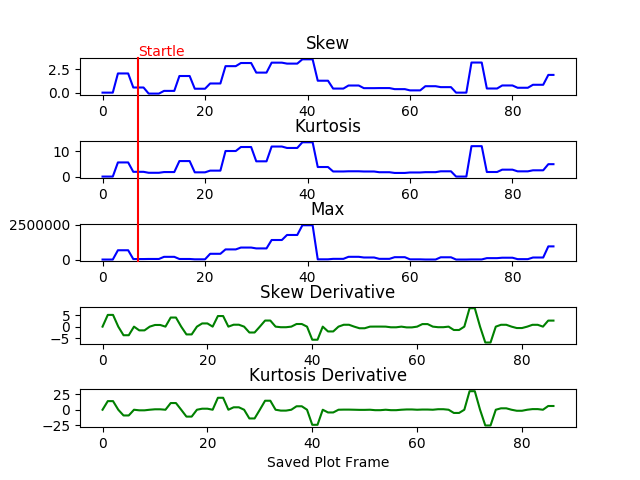 Skew
Startle
2.5
0.0
0 20 40 60 80
Kurtosis
10
0
0 20 40 60 80
Max
2500000
0
0 20 40 60 80
Skew Derivative
5
0
−5
0 20 40 60 80
Kurtosis Derivative
25
0
−25
0 20 40 60 80
Saved Plot Frame